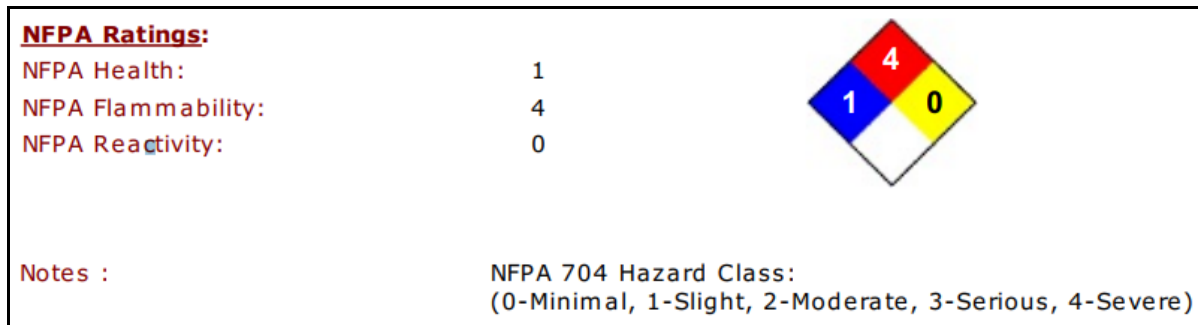 NFPA Ratings:
NFPA Health: 1
NFPA Flammability: 4
NFPA Reactivity: 0
4
1 0
Notes : NFPA 704 Hazard Class:
(0-Minimal, 1-Slight, 2-Moderate, 3-Serious, 4-Severe)